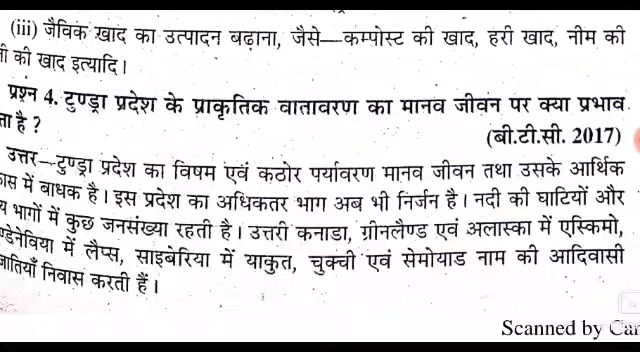 (iii) जैविक खाद का उत्पादन बढ़ाना, जैसे—कम्पोस्ट की खाद, हरी खाद, नीम की
की खाद इत्यादि।
प्रश्न 4. टुण्ड्रा प्रदेश के प्राकृतिक वातावरण का मानव जीवन पर क्या प्रभाव
है ?
(बी.टी.सी. 2017)
उत्तर—टुण्ड्रा प्रदेश का विषम एवं कठोर पर्यावरण मानव जीवन तथा उसके आर्थिक
में बाधक है। इस प्रदेश का अधिकतर भाग अब भी निर्जन है। नदी की घाटियों और
भागों में कुछ जनसंख्या रहती है। उत्तरी कनाडा, ग्रीनलैण्ड एवं अलास्का में एस्किमो,
में लैप्स, साइबेरिया में याकुत, चुक्ची एवं सेमोयाड नाम की आदिवासी
निवास करती हैं।
Scanned by